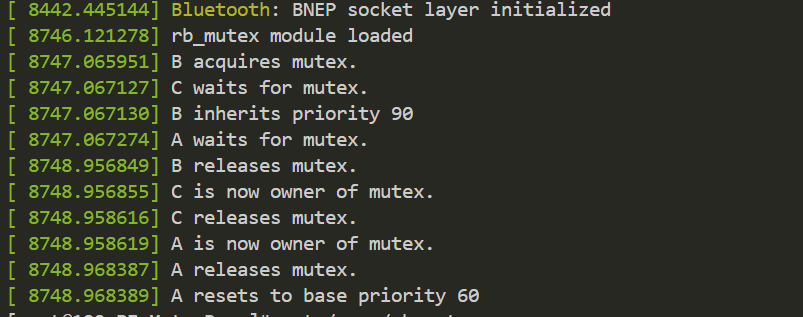 [ 8442.445144] Bluetooth: BNEP socket layer initialized
[ 8746.121278] rb_mutex module loaded
[ 8747.065951] B acquires mutex.
[ 8747.067127] C waits for mutex.
[ 8747.067130] B inherits priority 90
[ 8747.067274] A waits for mutex.
[ 8748.956849] B releases mutex.
[ 8748.956855] C is now owner of mutex.
[ 8748.958616] C releases mutex.
[ 8748.958619] A is now owner of mutex.
[ 8748.968387] A releases mutex.
[ 8748.968389] A resets to base priority 60